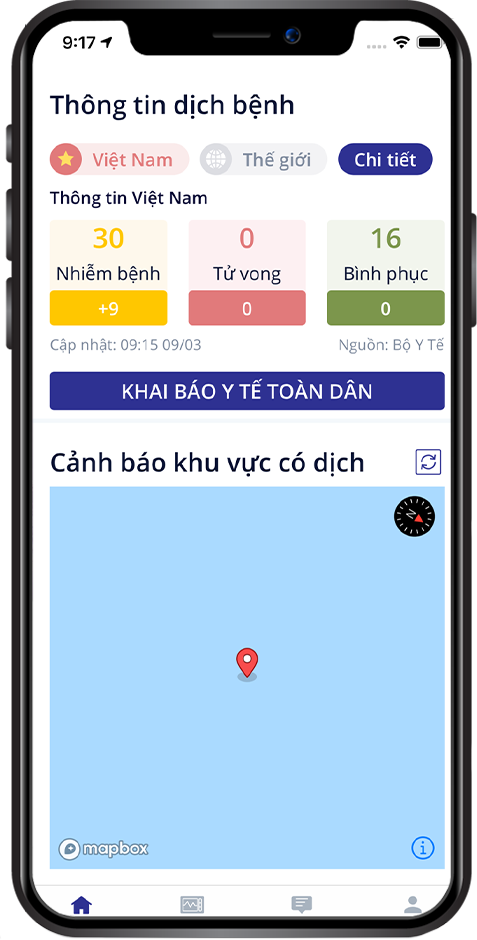 9:17
Thông tin dịch bệnh
Việt Nam Thế giới Chi tiết
Thông tin Việt Nam
30 0 16
Nhiễm bệnh Tử vong Bình phục
+9 0 0
Cập nhật: 09:15 09/03 Nguồn: Bộ Y Tế
KHAI BÁO Y TẾ TOÀN DÂN
Cảnh báo khu vực có dịch
N
mapbox
i